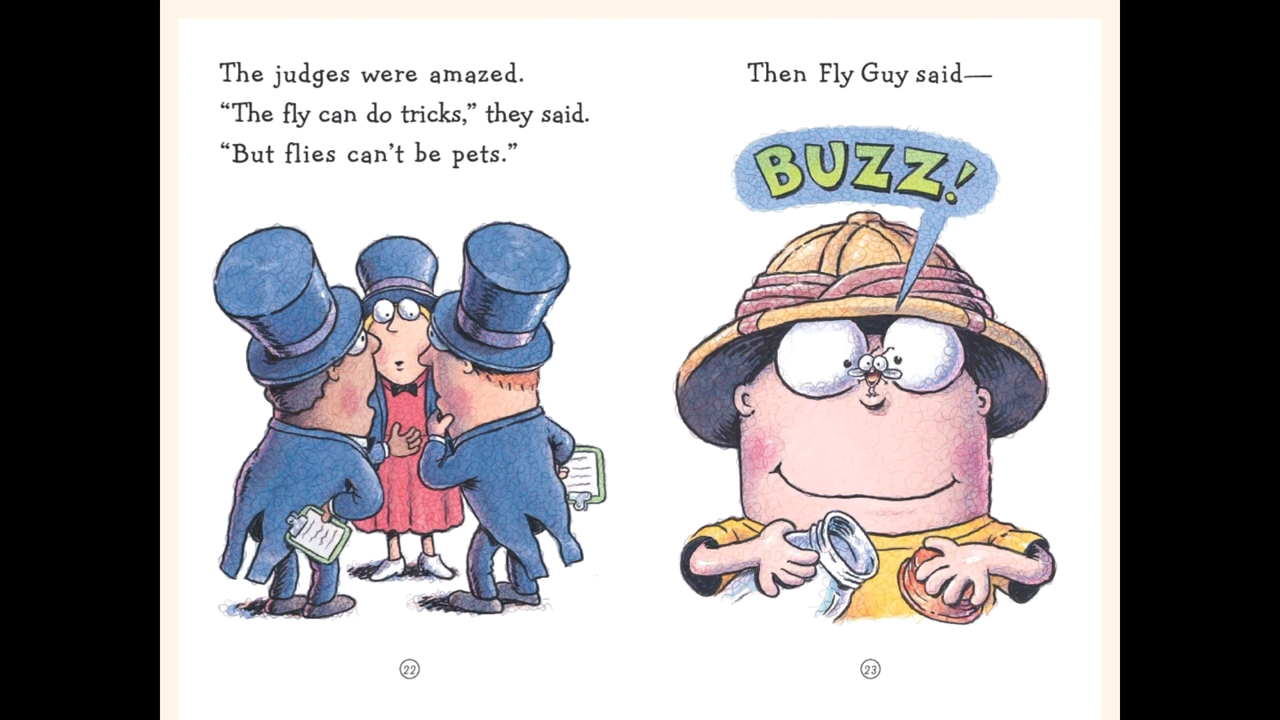 The judges were amazed.
“The fly can do tricks,” they said.
“But flies can’t be pets.”
22
Then Fly Guy said—
BUZZ!
23